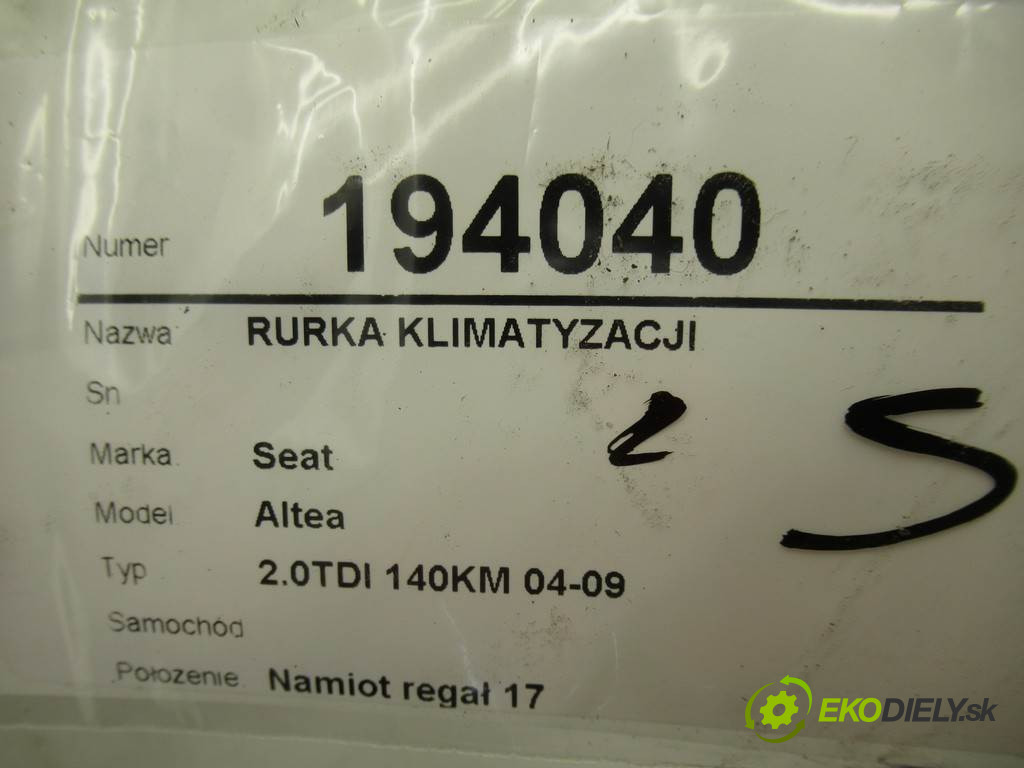 Numer 194040
Nazwa RURKA KLIMATYZACJI
Sn
2 S
Marka Seat
Model Altea
Typ 2.0TDI 140KM 04-09
Samochód
Położenie Namiot regał 17
EKODIELY.sk